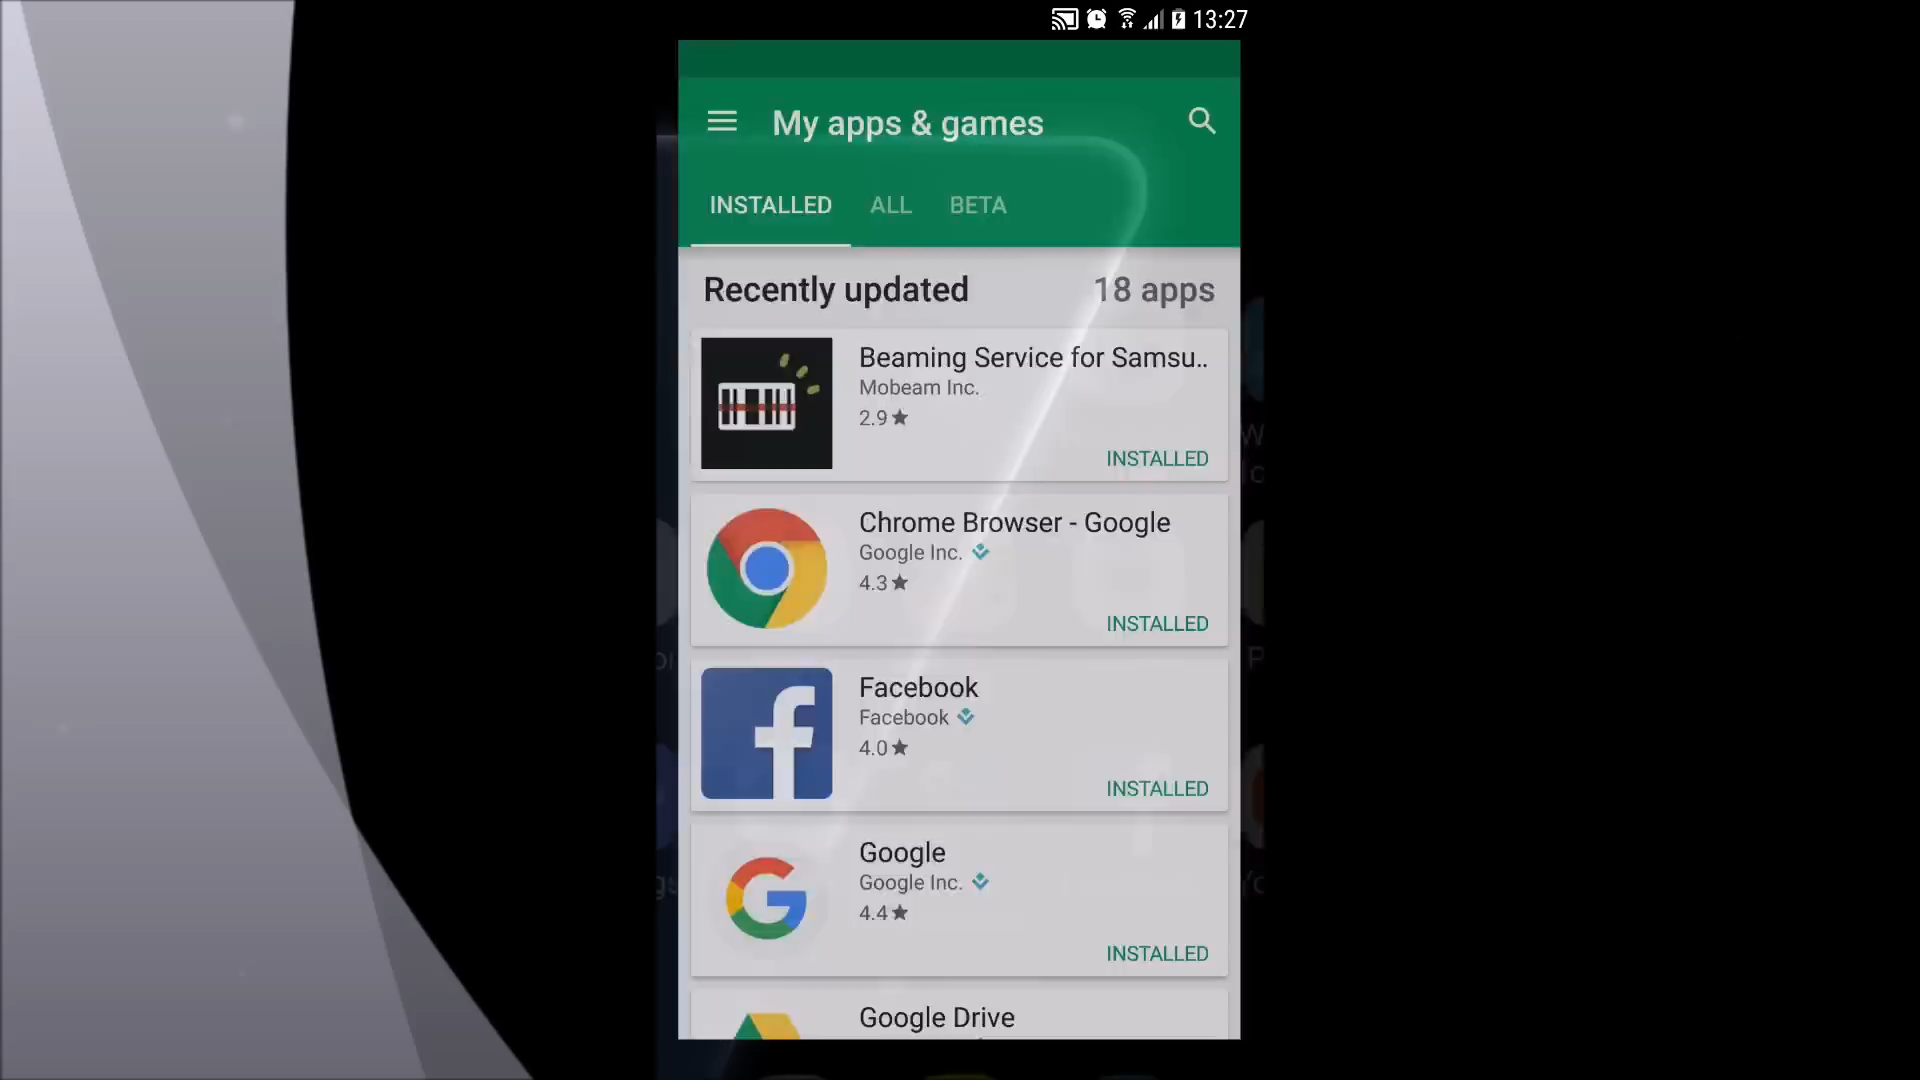 13:27
My apps & games
INSTALLED ALL BETA
Recently updated 18 apps
Beaming Service for Samsu..
Mobeam Inc.
2.9
INSTALLED
Chrome Browser - Google
Google Inc.
4.3
INSTALLED
Facebook
Facebook
4.0
INSTALLED
Google
Google Inc.
4.4
INSTALLED
Google Drive